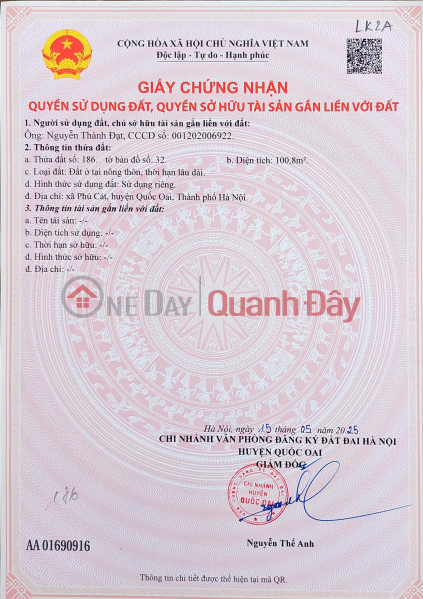 LK2A
CỘNG HÒA XÃ HỘI CHỦ NGHĨA VIỆT NAM
Độc lập - Tự do - Hạnh phúc
GIẤY CHỨNG NHẬN
QUYỀN SỬ DỤNG ĐẤT, QUYỀN SỞ HỮU TÀI SẢN GẮN LIỀN VỚI ĐẤT
1. Người sử dụng đất, chủ sở hữu tài sản gắn liền với đất:
Ông: Nguyễn Thành Đạt, CCCD số: 001202006922.
2. Thông tin thửa đất:
a. Thửa đất số: 186. tờ bản đồ số: 32. b. Diện tích: 100,8m².
c. Loại đất: Đất ở tại nông thôn, thời hạn lâu dài.
d. Hình thức sử dụng đất: Sử dụng riêng.
đ. Địa chỉ: xã Phú Cát, huyện Quốc Oai, Thành phố Hà Nội.
3. Thông tin tài sản gắn liền với đất:
a. Tên tài sản: -/-
b. Diện tích sử dụng: -/-
c. Thời hạn sở hữu: -/-
d. Hình thức sở hữu: -/-
đ. Địa chỉ: -/-
ONEDAY Quanh Đây
Hà Nội, ngày 15 tháng 05 năm 2025
CHI NHÁNH VĂN PHÒNG ĐĂNG KÝ ĐẤT ĐAI HÀ NỘI
HUYỆN QUỐC OAI
GIÁM ĐỐC
CHI NHÁNH
HUYỆN
QUỐC OAI
186
AA 01690916
Nguyễn Thế Anh
Thông tin chi tiết được thể hiện tại mã QR.